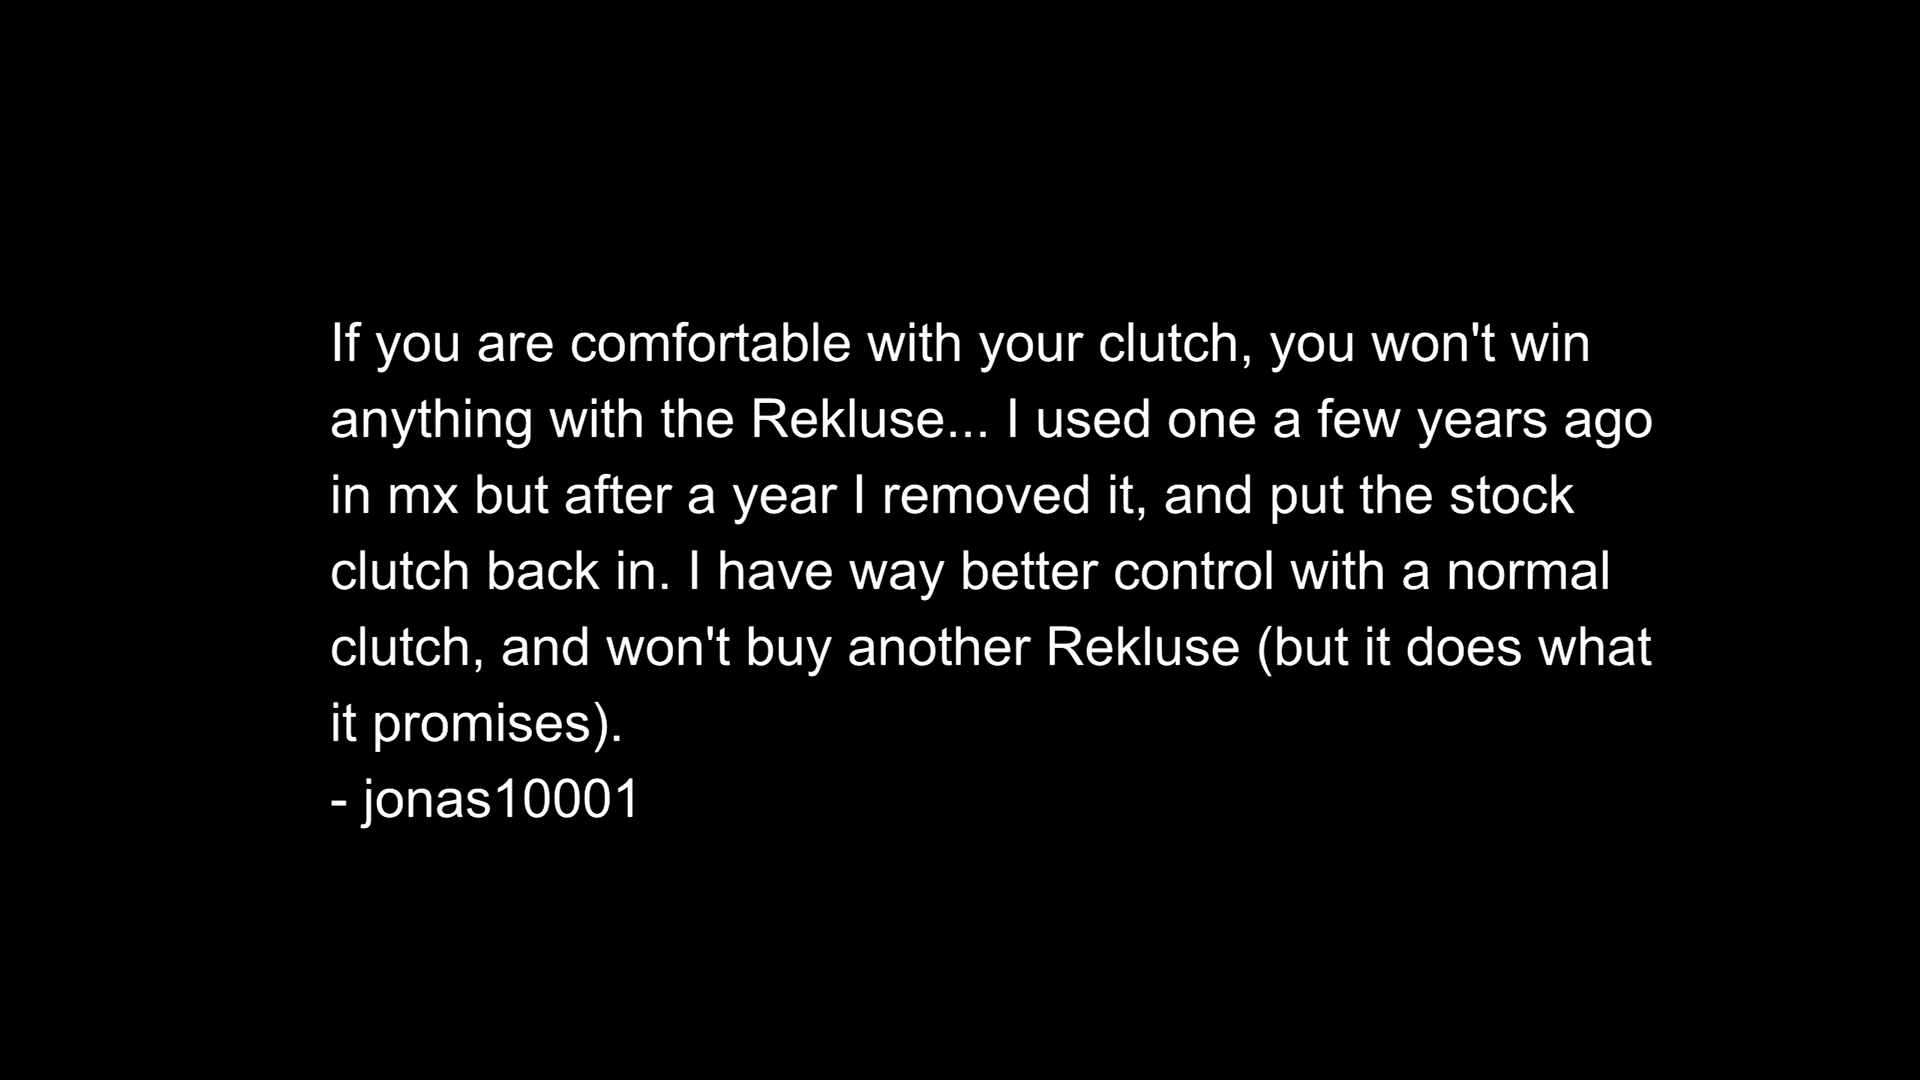 If you are comfortable with your clutch, you won't win
anything with the Rekluse... I used one a few years ago
in mx but after a year I removed it, and put the stock
clutch back in. I have way better control with a normal
clutch, and won't buy another Rekluse (but it does what
it promises).
- jonas10001